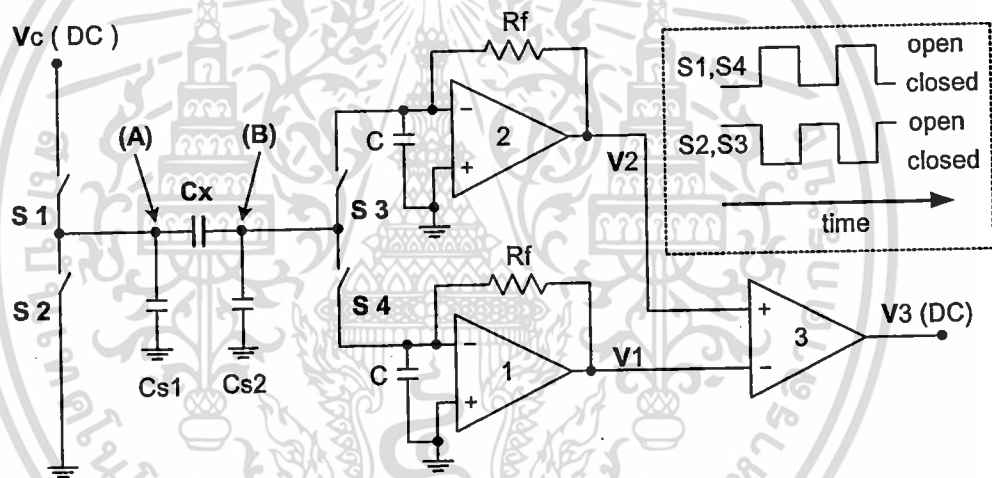 Vc ( DC )
Rf
S1,S4
open
closed
S2,S3
open
closed
time
(A)
(B)
Cx
C
−
+
2
V2
S 1
S 3
S 2
S 4
Rf
C
−
+
1
V1
+
−
3
V3 (DC)
Cs1
Cs2